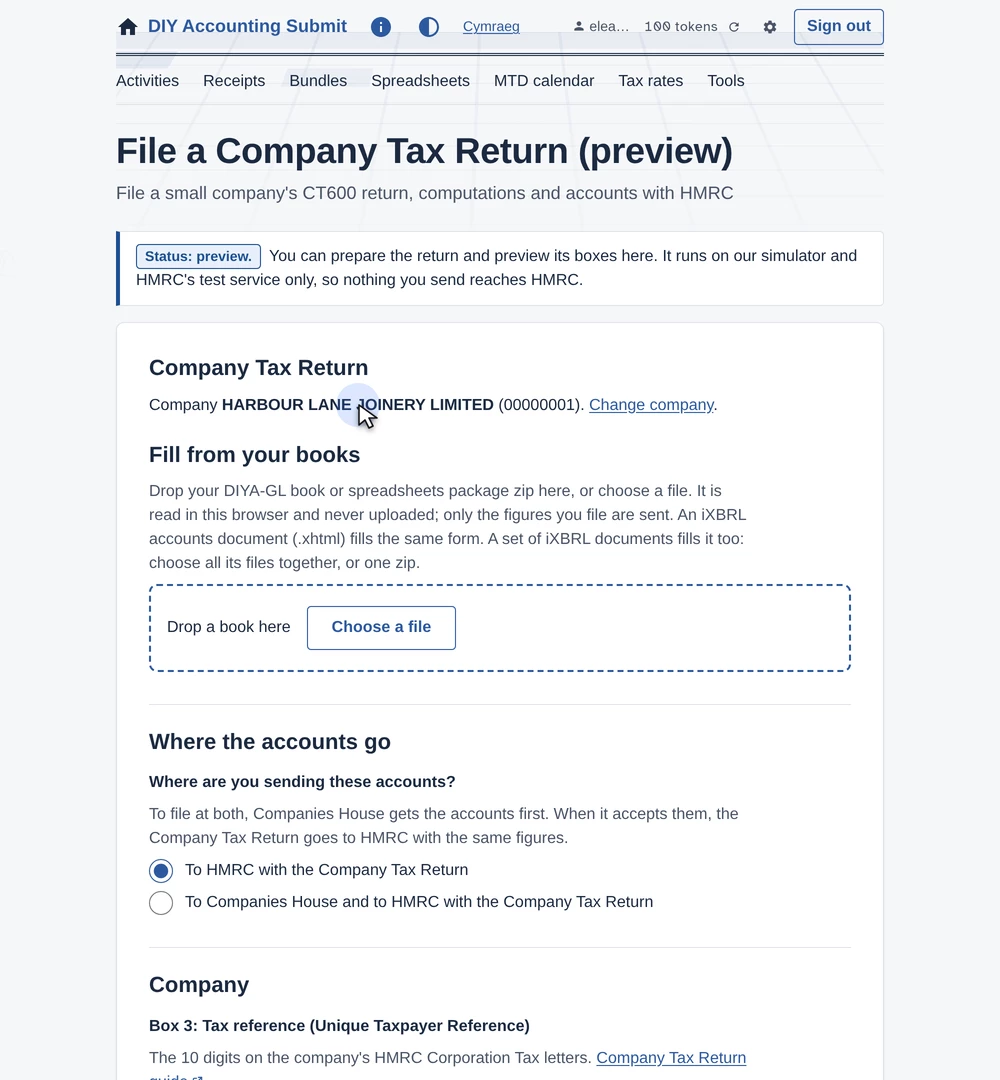 DIY Accounting Submit
Cymraeg
elea...
100 tokens
Sign out
Activities Receipts Bundles Spreadsheets MTD calendar Tax rates Tools
File a Company Tax Return (preview)
File a small company's CT600 return, computations and accounts with HMRC
Status: preview. You can prepare the return and preview its boxes here. It runs on our simulator and
HMRC's test service only, so nothing you send reaches HMRC.
Company Tax Return
Company HARBOUR LANE JOINERY LIMITED (00000001). Change company.
Fill from your books
Drop your DIYA-GL book or spreadsheets package zip here, or choose a file. It is
read in this browser and never uploaded; only the figures you file are sent. An iXBRL
accounts document (.xhtml) fills the same form. A set of iXBRL documents fills it too:
choose all its files together, or one zip.
Drop a book here
Choose a file
Where the accounts go
Where are you sending these accounts?
To file at both, Companies House gets the accounts first. When it accepts them, the
Company Tax Return goes to HMRC with the same figures.
To HMRC with the Company Tax Return
To Companies House and to HMRC with the Company Tax Return
Company
Box 3: Tax reference (Unique Taxpayer Reference)
The 10 digits on the company's HMRC Corporation Tax letters. Company Tax Return